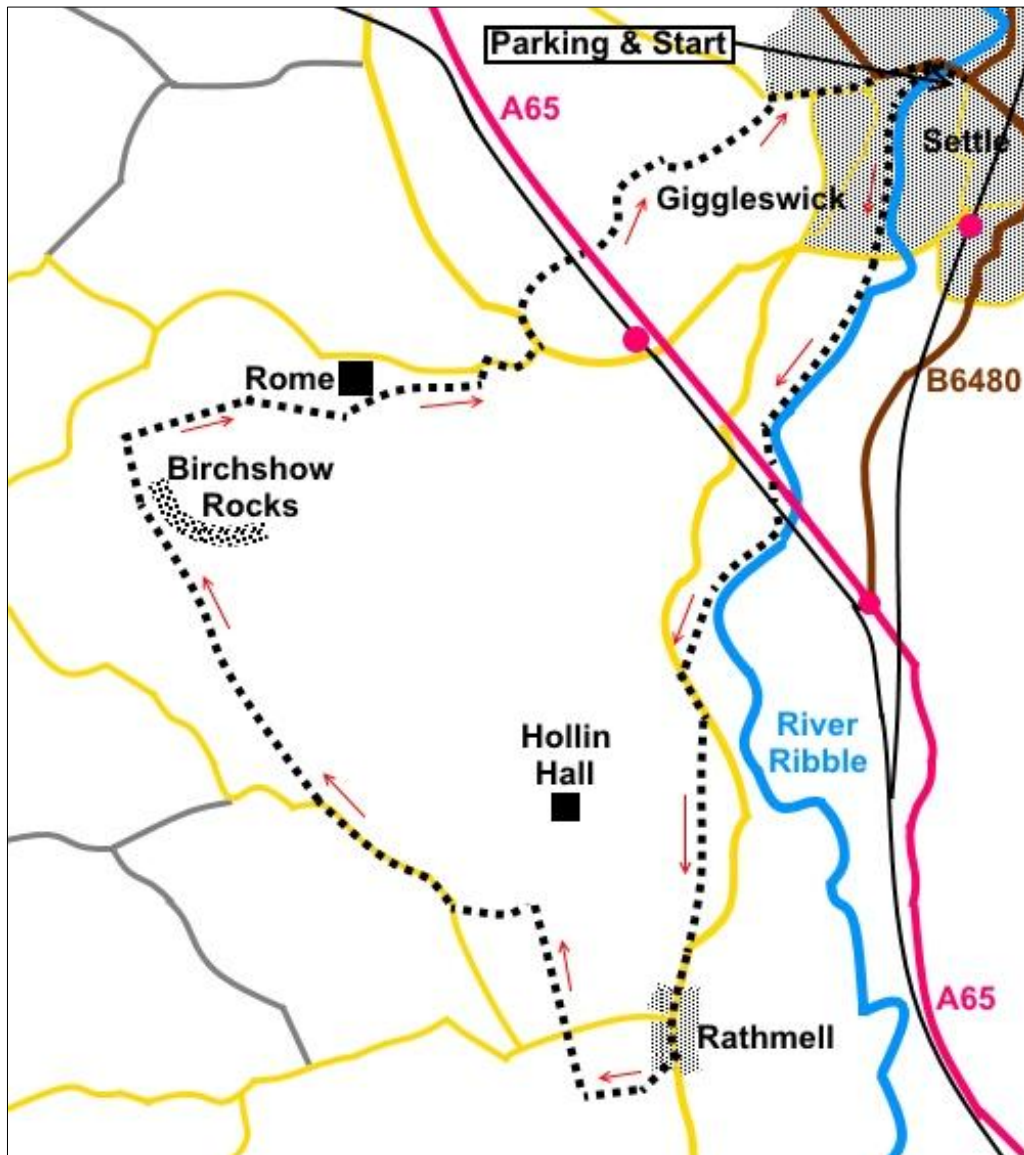 Parking & Start
A65
Settle
Giggleswick
Rome
B6480
Birchshow
Rocks
Hollin
Hall
River
Ribble
A65
Rathmell